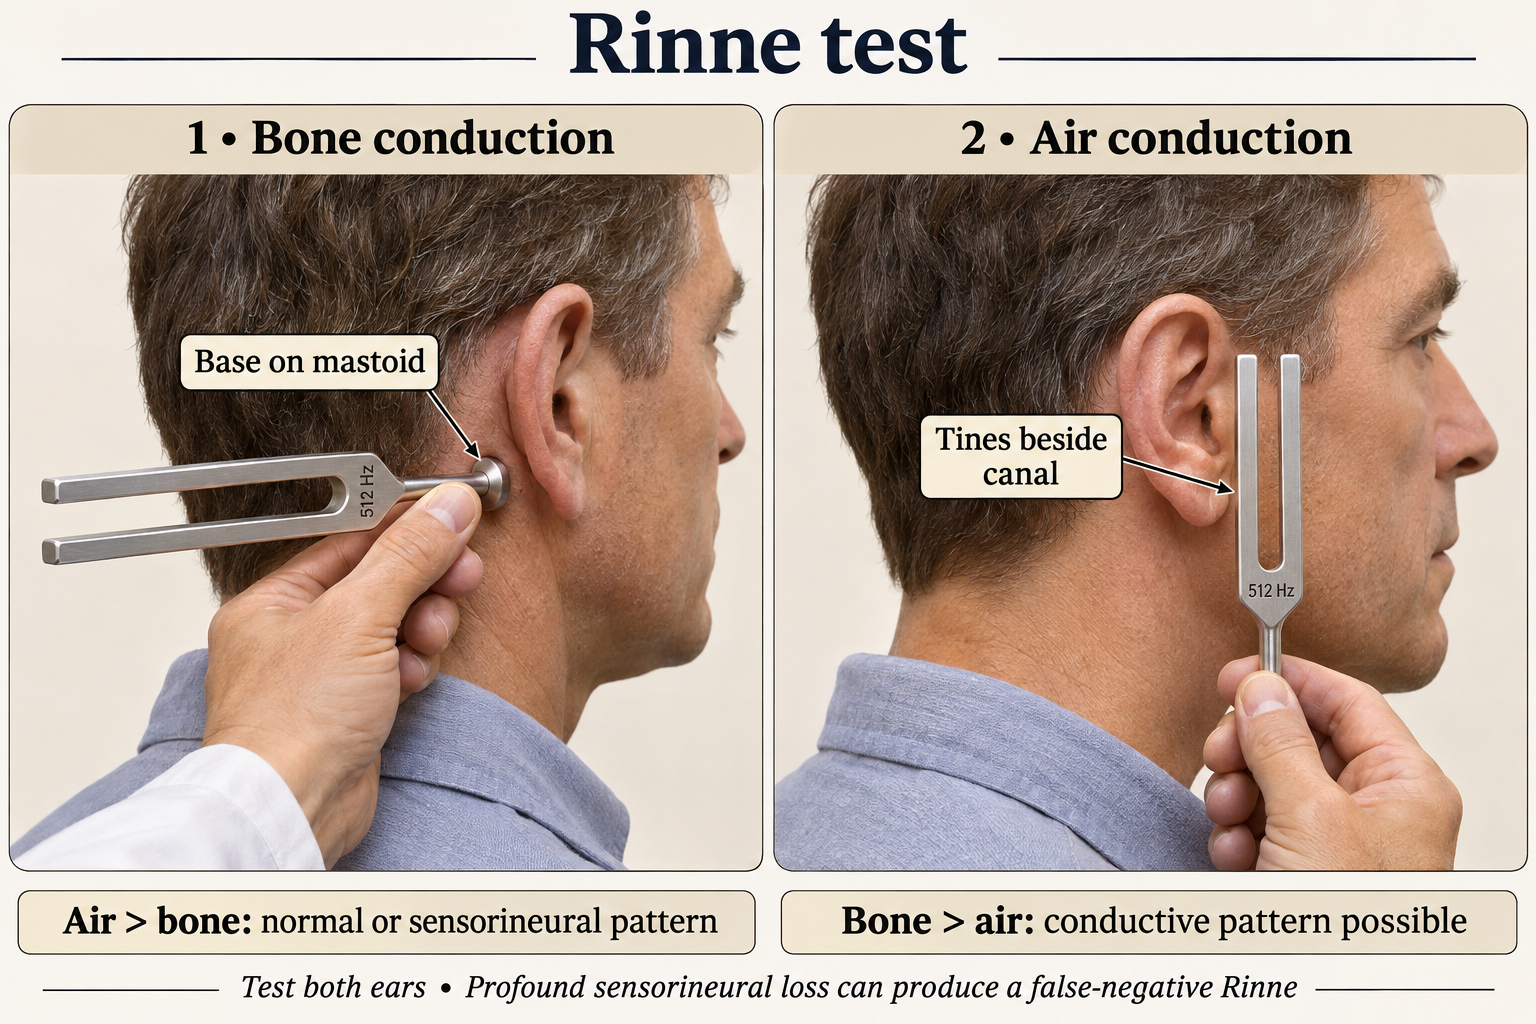 Rinne test
1 • Bone conduction
2 • Air conduction
Base on mastoid
512 Hz
Tines beside
canal
512 Hz
Air > bone: normal or sensorineural pattern
Bone > air: conductive pattern possible
Test both ears • Profound sensorineural loss can produce a false-negative Rinne